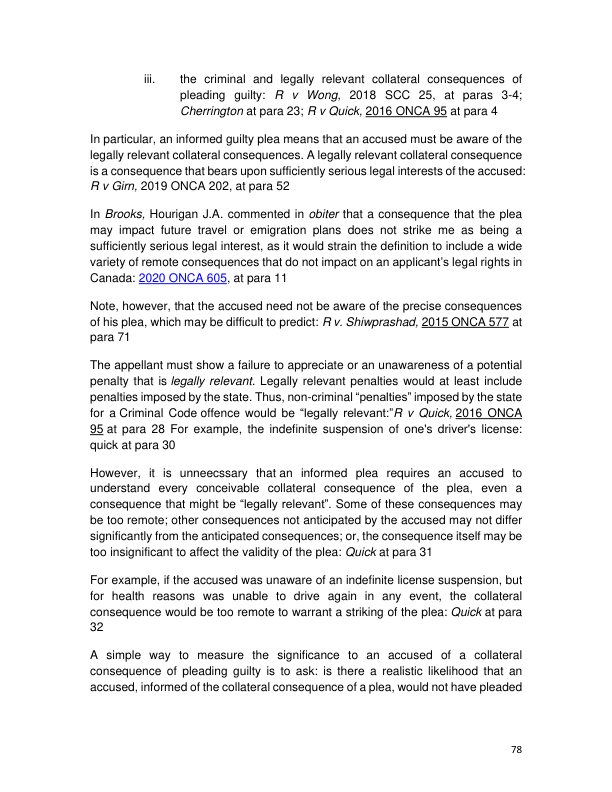 iii. the criminal and legally relevant collateral consequences of
pleading guilty: R v Wong, 2018 SCC 25, at paras 3-4;
Cherrington at para 23; R v Quick, 2016 ONCA 95 at para 4
In particular, an informed guilty plea means that an accused must be aware of the
legally relevant collateral consequences. A legally relevant collateral consequence
is a consequence that bears upon sufficiently serious legal interests of the accused:
R v Girn, 2019 ONCA 202, at para 52
In Brooks, Hourigan J.A. commented in obiter that a consequence that the plea
may impact future travel or emigration plans does not strike me as being a
sufficiently serious legal interest, as it would strain the definition to include a wide
variety of remote consequences that do not impact on an applicant's legal rights in
Canada: 2020 ONCA 605, at para 11
Note, however, that the accused need not be aware of the precise consequences
of his plea, which may be difficult to predict: R v. Shiwprashad, 2015 ONCA 577 at
para 71
The appellant must show a failure to appreciate or an unawareness of a potential
penalty that is legally relevant. Legally relevant penalties would at least include
penalties imposed by the state. Thus, non-criminal “penalties” imposed by the state
for a Criminal Code offence would be “legally relevant:”R v Quick, 2016 ONCA
95 at para 28 For example, the indefinite suspension of one's driver's license:
quick at para 30
However, it is unneecssary that an informed plea requires an accused to
understand every conceivable collateral consequence of the plea, even a
consequence that might be “legally relevant”. Some of these consequences may
be too remote; other consequences not anticipated by the accused may not differ
significantly from the anticipated consequences; or, the consequence itself may be
too insignificant to affect the validity of the plea: Quick at para 31
For example, if the accused was unaware of an indefinite license suspension, but
for health reasons was unable to drive again in any event, the collateral
consequence would be too remote to warrant a striking of the plea: Quick at para
32
A simple way to measure the significance to an accused of a collateral
consequence of pleading guilty is to ask: is there a realistic likelihood that an
accused, informed of the collateral consequence of a plea, would not have pleaded
78